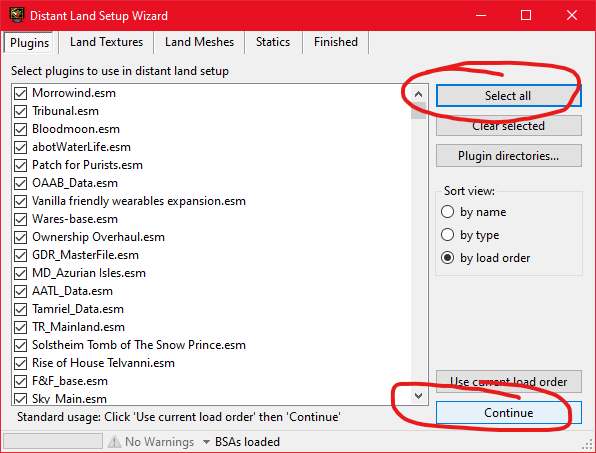 Distant Land Setup Wizard
Plugins
Land Textures
Land Meshes
Statics
Finished
Select plugins to use in distant land setup
Morrowind.esm
Tribunal.esm
Bloodmoon.esm
abotWaterLife.esm
Patch for Purists.esm
OAAB_Data.esm
Vanilla friendly wearables expansion.esm
Wares-base.esm
Ownership Overhaul.esm
GDR_MasterFile.esm
MD_Azurian Isles.esm
AATL_Data.esm
Tamriel_Data.esm
TR_Mainland.esm
Solstheim Tomb of The Snow Prince.esm
Rise of House Telvanni.esm
F&F_base.esm
Sky_Main.esm
Select all
Clear selected
Plugin directories...
Sort view:
by name
by type
by load order
Use current load order
Standard usage: Click 'Use current load order' then 'Continue'
Continue
No Warnings
BSAs loaded